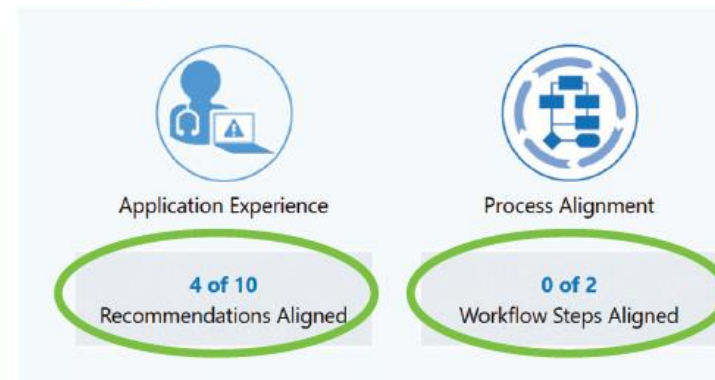 Application Experience
Process Alignment
4 of 10
Recommendations Aligned
0 of 2
Workflow Steps Aligned